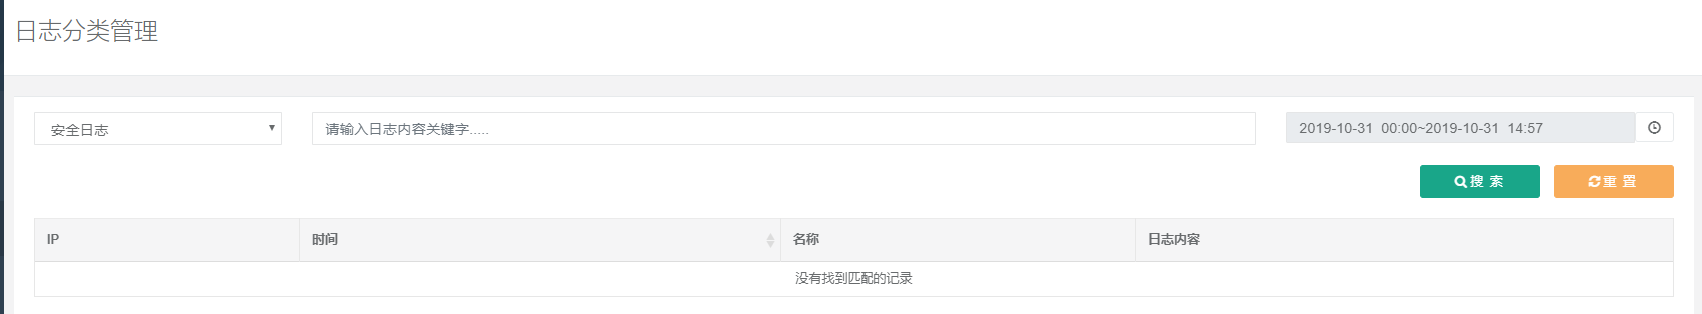 日志分类管理
安全日志
请输入日志内容关键字.....
2019-10-31 00:00~2019-10-31 14:57
搜 索
重 置
IP 时间 名称 日志内容
没有找到匹配的记录